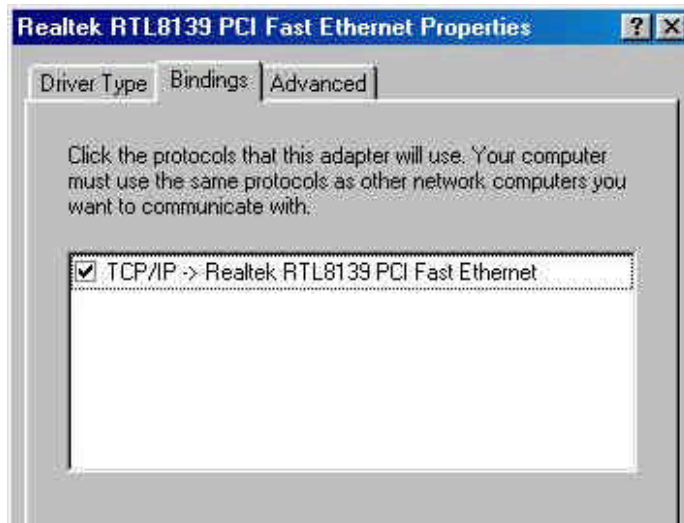 Realtek RTL8139 PCI Fast Ethernet Properties
Driver Type Bindings Advanced
Click the protocols that this adapter will use. Your computer
must use the same protocols as other network computers you
want to communicate with.
TCP/IP -> Realtek RTL8139 PCI Fast Ethernet